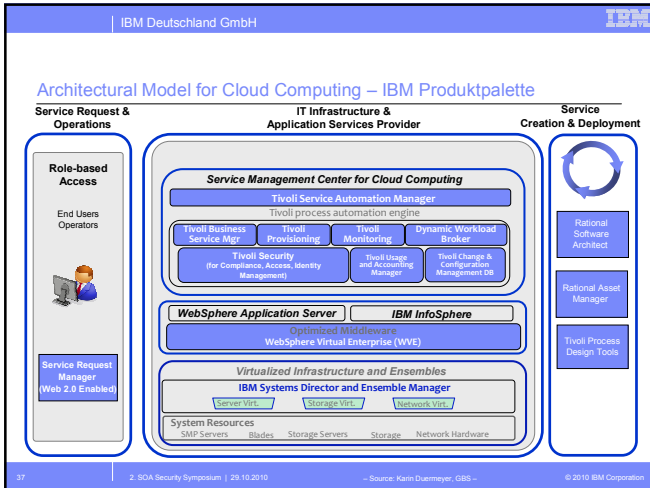 IBM Deutschland GmbH
IBM
Architectural Model for Cloud Computing – IBM Produktpalette
Service Request &
Operations
IT Infrastructure &
Application Services Provider
Service
Creation & Deployment
Role-based
Access
End Users
Operators
Service Request
Manager
(Web 2.0 Enabled)
Service Management Center for Cloud Computing
Tivoli Service Automation Manager
Tivoli process automation engine
Tivoli Business
Service Mgr
Tivoli
Provisioning
Tivoli
Monitoring
Dynamic Workload
Broker
Tivoli Security
(for Compliance, Access, Identity
Management)
Tivoli Usage
and Accounting
Manager
Tivoli Change &
Configuration
Management DB
WebSphere Application Server
IBM InfoSphere
Optimized Middleware
WebSphere Virtual Enterprise (WVE)
Virtualized Infrastructure and Ensembles
IBM Systems Director and Ensemble Manager
Server Virt.
Storage Virt.
Network Virt.
System Resources
SMP Servers
Blades
Storage Servers
Storage
Network Hardware
Rational
Software
Architect
Rational Asset
Manager
Tivoli Process
Design Tools
37
2. SOA Security Symposium | 29.10.2010
– Source: Karin Duermeyer, GBS –
© 2010 IBM Corporation